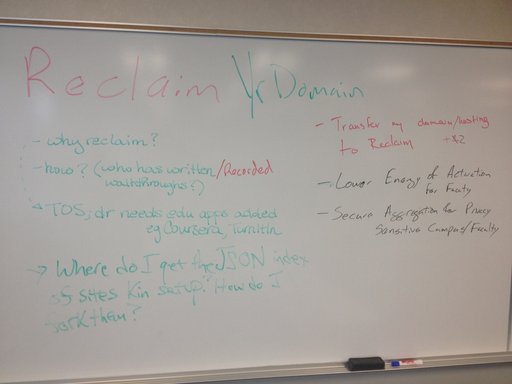 Reclaim Yr Domain
- why reclaim?
- how? (who has written/Recorded
walkthroughs?)
TOS;dr needs edu apps added
eg Coursera, TurnItIn
→ Where do I get the JSON index
of sites Kin setup? How do I
fork them?
- Transfer my domain/hosting
to Reclaim +X2
- Lower Energy of Activation
for Faculty
- Secure Aggregation for Privacy
Sensitive Campus/Faculty